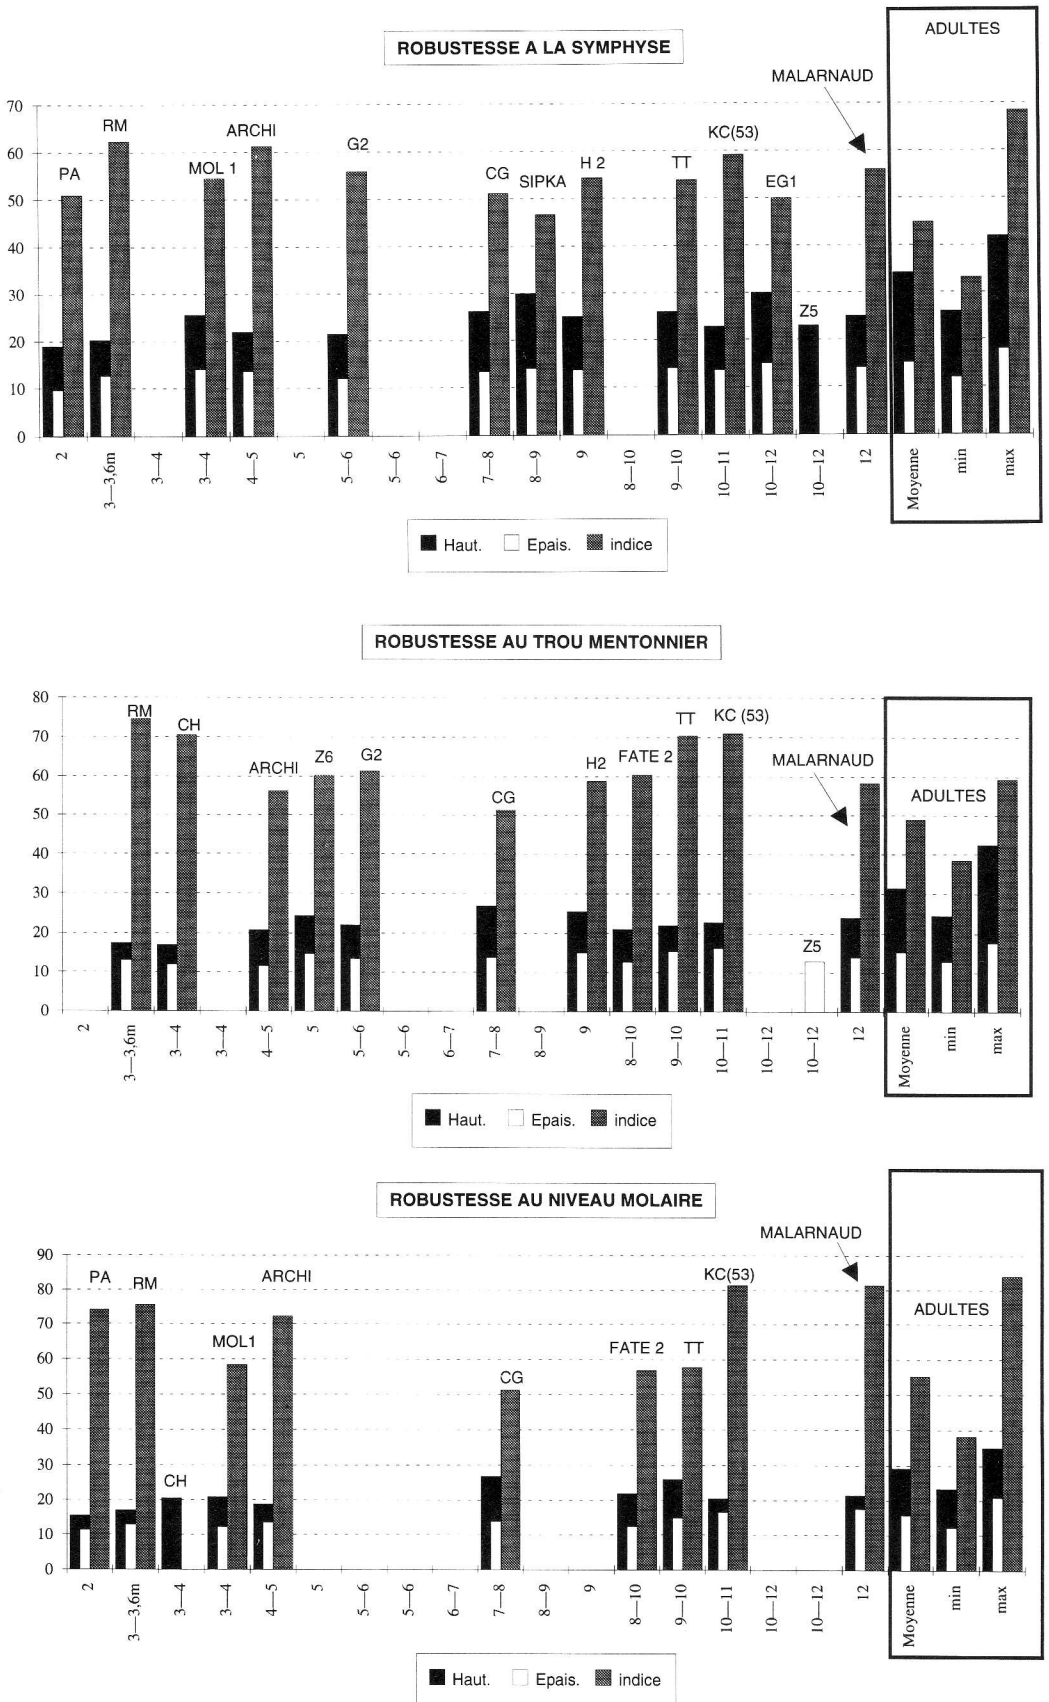 ROBUSTESSE A LA SYMPHYSE
ADULTES
MALARNAUD
70
60
50
40
30
20
10
0
PA
RM
MOL 1
ARCHI
G2
CG
SIPKA
H 2
TT
KC(53)
EG1
Z5
2
3—3,6m
3—4
3—4
4—5
5
5—6
5—6
6—7
7—8
8—9
9
8—10
9—10
10—11
10—12
10—12
12
Moyenne
min
max
Haut. Epais. indice
ROBUSTESSE AU TROU MENTONNIER
80
70
60
50
40
30
20
10
0
RM
CH
ARCHI
Z6
G2
CG
H2
FATE 2
TT
KC (53)
MALARNAUD
ADULTES
Z5
2
3—3,6m
3—4
3—4
4—5
5
5—6
5—6
6—7
7—8
8—9
9
8—10
9—10
10—11
10—12
10—12
12
Moyenne
min
max
Haut. Epais. indice
ROBUSTESSE AU NIVEAU MOLAIRE
90
80
70
60
50
40
30
20
10
0
PA
RM
CH
MOL1
ARCHI
CG
FATE 2
TT
KC(53)
MALARNAUD
ADULTES
2
3—3,6m
3—4
3—4
4—5
5
5—6
5—6
6—7
7—8
8—9
9
8—10
9—10
10—11
10—12
10—12
12
Moyenne
min
max
Haut. Epais. indice